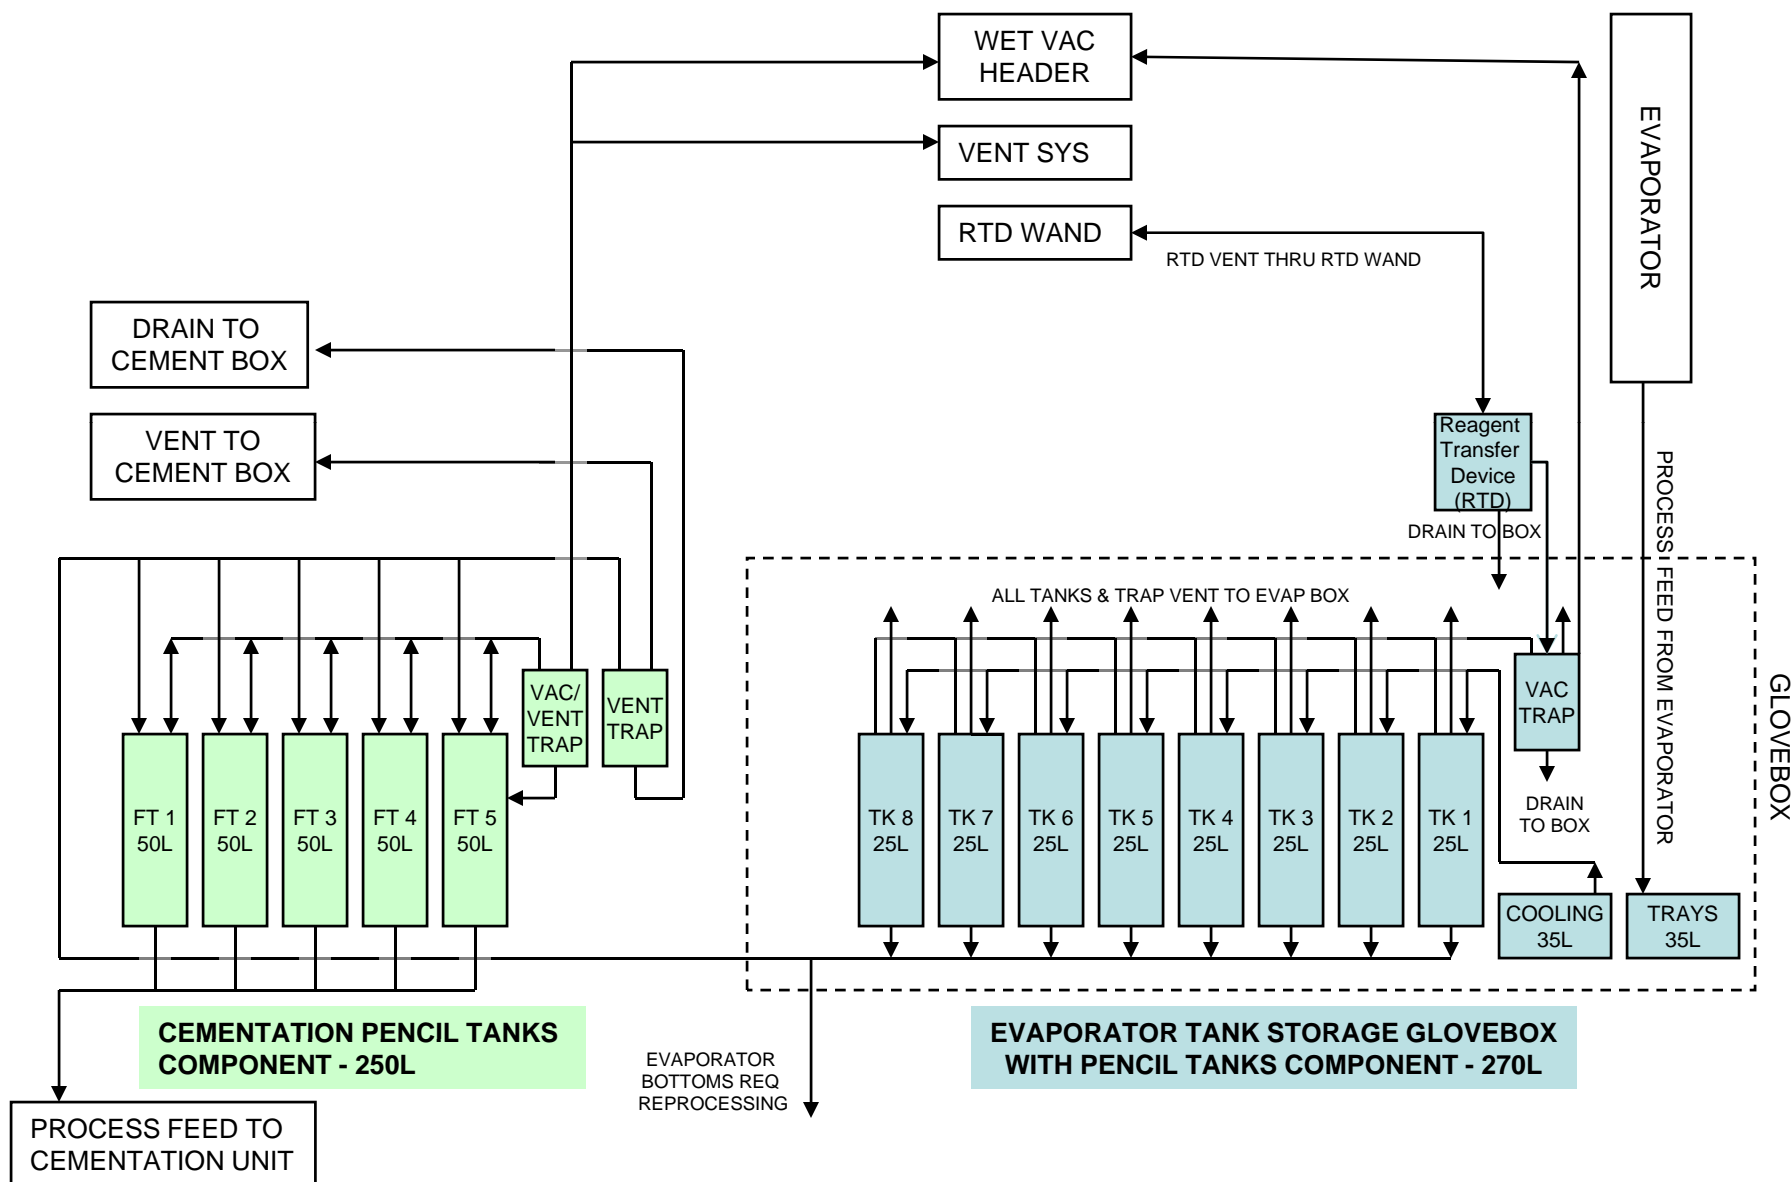 WET VAC
HEADER
VENT SYS
RTD WAND
RTD VENT THRU RTD WAND
EVAPORATOR
DRAIN TO
CEMENT BOX
VENT TO
CEMENT BOX
Reagent
Transfer
Device
(RTD)
DRAIN TO BOX
PROCESS FEED FROM EVAPORATOR
GLOVEBOX
ALL TANKS & TRAP VENT TO EVAP BOX
VAC/
VENT
TRAP
VENT
TRAP
VAC
TRAP
DRAIN
TO BOX
FT 1
50L
FT 2
50L
FT 3
50L
FT 4
50L
FT 5
50L
TK 8
25L
TK 7
25L
TK 6
25L
TK 5
25L
TK 4
25L
TK 3
25L
TK 2
25L
TK 1
25L
COOLING
35L
TRAYS
35L
CEMENTATION PENCIL TANKS
COMPONENT - 250L
EVAPORATOR
BOTTOMS REQ
REPROCESSING
EVAPORATOR TANK STORAGE GLOVEBOX
WITH PENCIL TANKS COMPONENT - 270L
PROCESS FEED TO
CEMENTATION UNIT